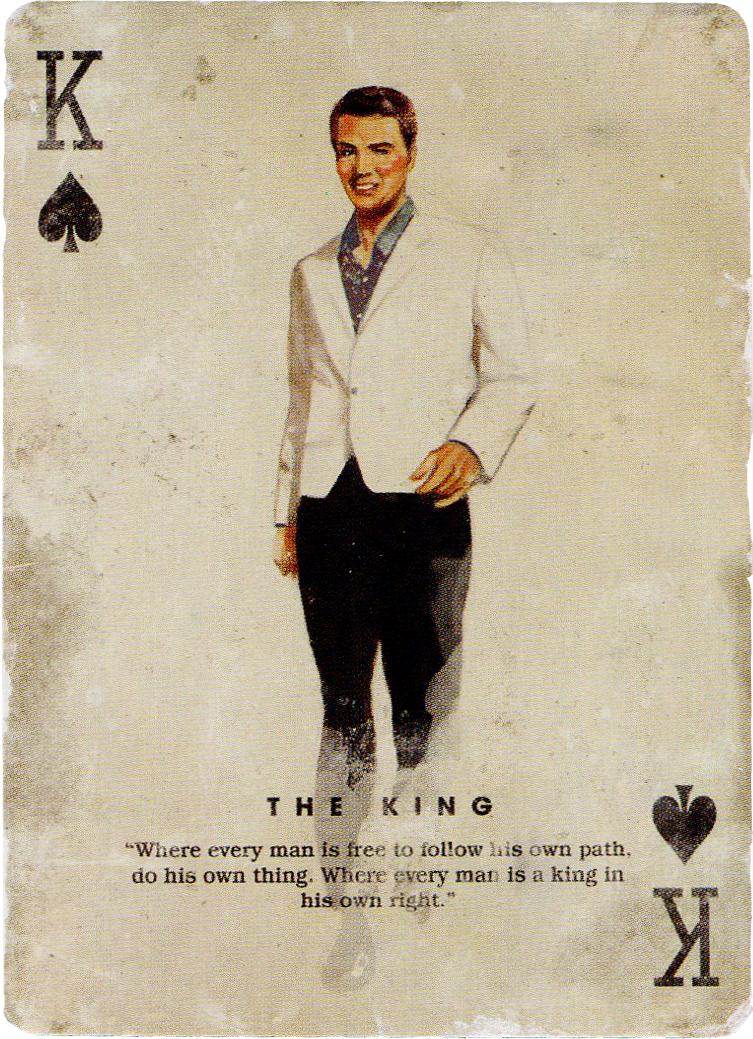 K
THE KING
"Where every man is free to follow his own path,
do his own thing. Where every man is a king in
his own right."
K